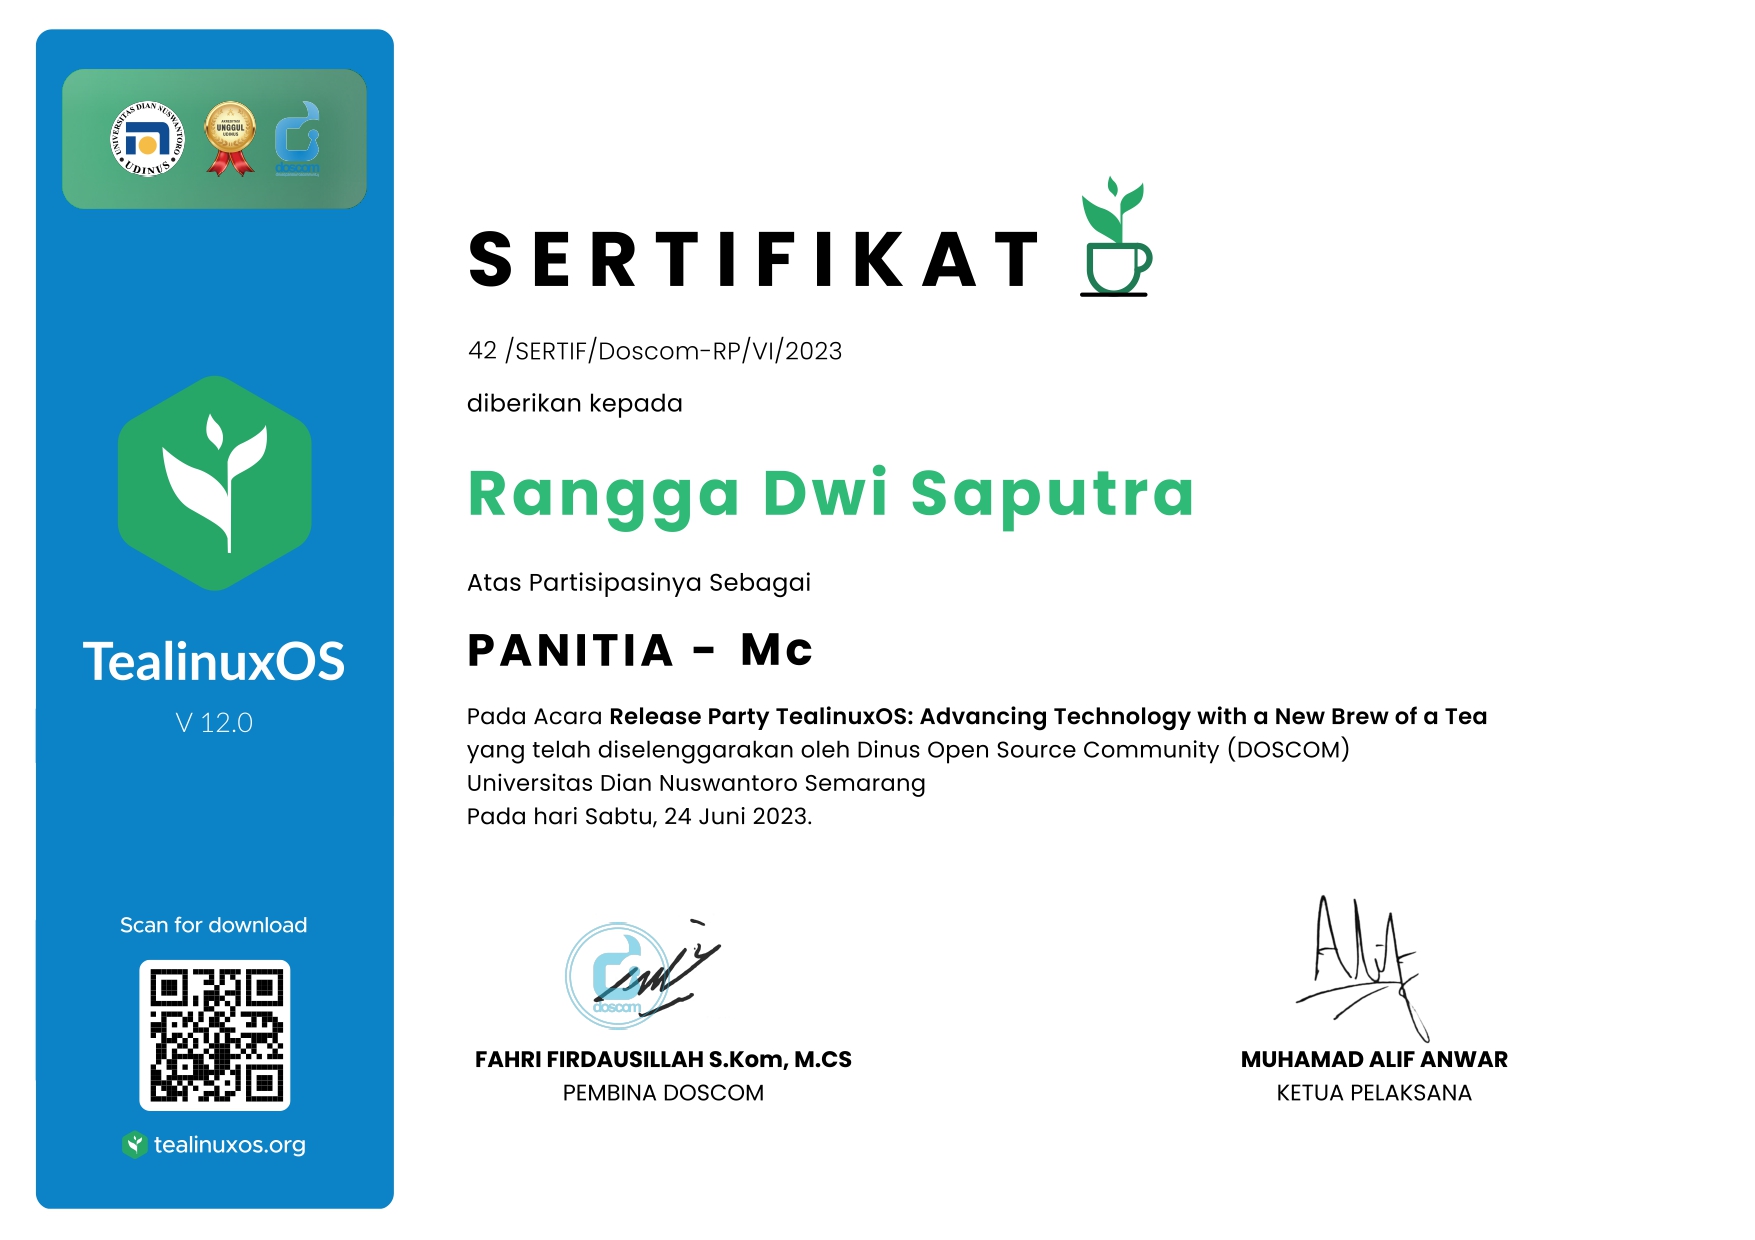 UNIVERSITAS DIAN NUSWANTORO
UDINUS
AKREDITASI
UNGGUL
UDINUS
doscom
TealinuxOS
V 12.0
Scan for download
tealinuxos.org
SERTIFIKAT
42 /SERTIF/Doscom-RP/VI/2023
diberikan kepada
Rangga Dwi Saputra
Atas Partisipasinya Sebagai
PANITIA - Mc
Pada Acara Release Party TealinuxOS: Advancing Technology with a New Brew of a Tea
yang telah diselenggarakan oleh Dinus Open Source Community (DOSCOM)
Universitas Dian Nuswantoro Semarang
Pada hari Sabtu, 24 Juni 2023.
doscom
FAHRI FIRDAUSILLAH S.Kom, M.CS
PEMBINA DOSCOM
MUHAMAD ALIF ANWAR
KETUA PELAKSANA